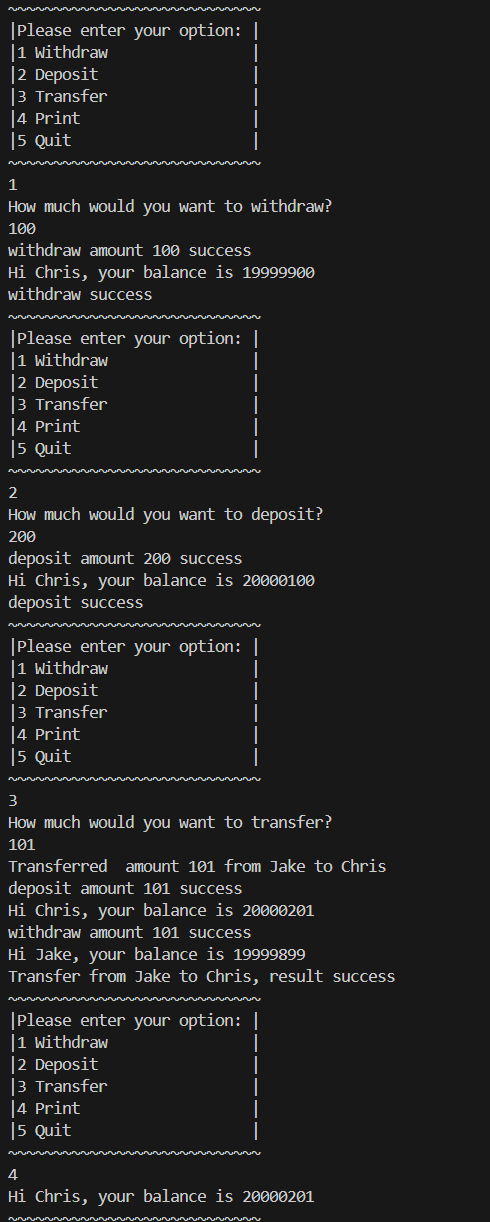 ~~~~~~~~~~~~~~~~~~~~~~~~~~~~
|Please enter your option: |
|1 Withdraw                |
|2 Deposit                 |
|3 Transfer                |
|4 Print                   |
|5 Quit                    |
~~~~~~~~~~~~~~~~~~~~~~~~~~~~
1
How much would you want to withdraw?
100
withdraw amount 100 success
Hi Chris, your balance is 19999900
withdraw success
~~~~~~~~~~~~~~~~~~~~~~~~~~~~
|Please enter your option: |
|1 Withdraw                |
|2 Deposit                 |
|3 Transfer                |
|4 Print                   |
|5 Quit                    |
~~~~~~~~~~~~~~~~~~~~~~~~~~~~
2
How much would you want to deposit?
200
deposit amount 200 success
Hi Chris, your balance is 20000100
deposit success
~~~~~~~~~~~~~~~~~~~~~~~~~~~~
|Please enter your option: |
|1 Withdraw                |
|2 Deposit                 |
|3 Transfer                |
|4 Print                   |
|5 Quit                    |
~~~~~~~~~~~~~~~~~~~~~~~~~~~~
3
How much would you want to transfer?
101
Transferred  amount 101 from Jake to Chris
deposit amount 101 success
Hi Chris, your balance is 20000201
withdraw amount 101 success
Hi Jake, your balance is 19999899
Transfer from Jake to Chris, result success
~~~~~~~~~~~~~~~~~~~~~~~~~~~~
|Please enter your option: |
|1 Withdraw                |
|2 Deposit                 |
|3 Transfer                |
|4 Print                   |
|5 Quit                    |
~~~~~~~~~~~~~~~~~~~~~~~~~~~~
4
Hi Chris, your balance is 20000201
~~~~~~~~~~~~~~~~~~~~~~~~~~~~